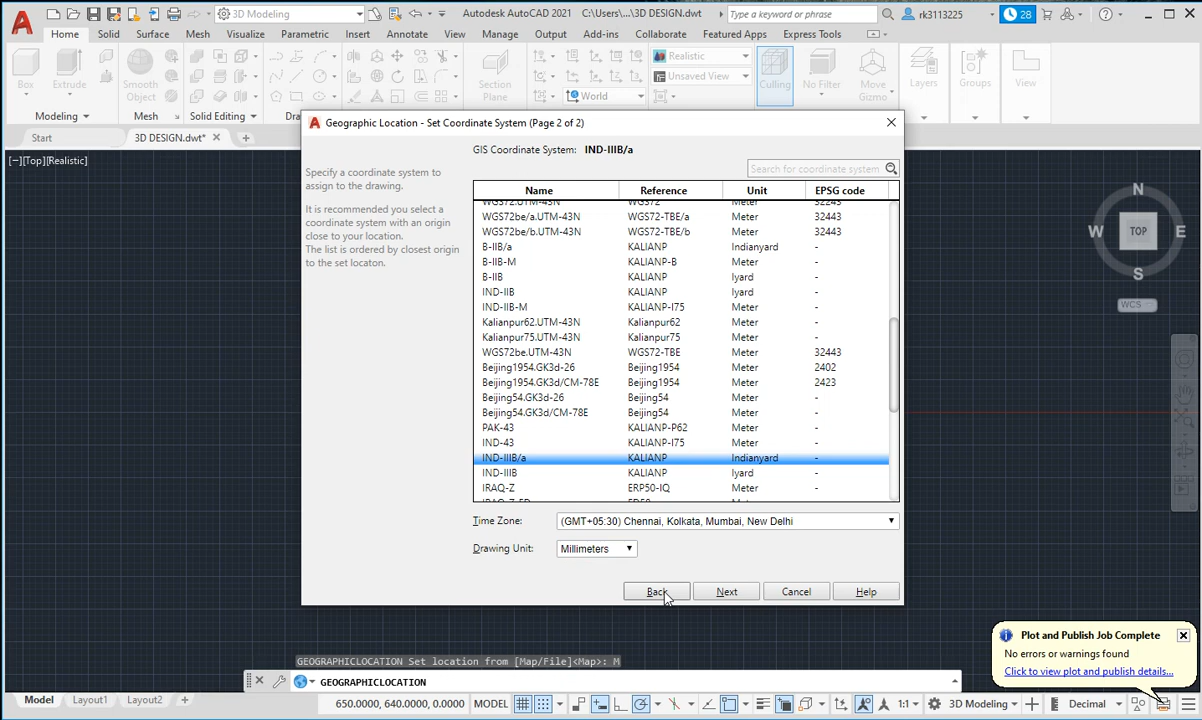 3D Modeling
Autodesk AutoCAD 2021 C:\Users\...\3D DESIGN.dwt
Type a keyword or phrase
rk3113225
28
Home Solid Surface Mesh Visualize Parametric Insert Annotate View Manage Output Add-ins Collaborate Featured Apps Express Tools
Box Extrude Smooth Object Section Plane
Realistic
Unsaved View
World
Culling No Filter Move Gizmo Layers Groups View
Modeling Mesh Solid Editing
Start 3D DESIGN.dwt* +
[−][Top][Realistic]
Geographic Location - Set Coordinate System (Page 2 of 2)
GIS Coordinate System: IND-IIIB/a
Specify a coordinate system to
assign to the drawing.
It is recommended you select a
coordinate system with an origin
close to your location.
The list is ordered by closest origin
to the set locaton.
Search for coordinate system
Name Reference Unit EPSG code
WGS72.UTM-43N WGS72 Meter 32243
WGS72be/a.UTM-43N WGS72-TBE/a Meter 32443
WGS72be/b.UTM-43N WGS72-TBE/b Meter 32443
B-IIB/a KALIANP Indianyard -
B-IIB-M KALIANP-B Meter -
B-IIB KALIANP Iyard -
IND-IIB KALIANP Iyard -
IND-IIB-M KALIANP-I75 Meter -
Kalianpur62.UTM-43N Kalianpur62 Meter -
Kalianpur75.UTM-43N Kalianpur75 Meter -
WGS72be.UTM-43N WGS72-TBE Meter 32443
Beijing1954.GK3d-26 Beijing1954 Meter 2402
Beijing1954.GK3d/CM-78E Beijing1954 Meter 2423
Beijing54.GK3d-26 Beijing54 Meter -
Beijing54.GK3d/CM-78E Beijing54 Meter -
PAK-43 KALIANP-P62 Meter -
IND-43 KALIANP-I75 Meter -
IND-IIIB/a KALIANP Indianyard -
IND-IIIB KALIANP Iyard -
IRAQ-Z ERP50-IQ Meter -
Time Zone: (GMT+05:30) Chennai, Kolkata, Mumbai, New Delhi
Drawing Unit: Millimeters
Back Next Cancel Help
N
W TOP E
S
WCS
Plot and Publish Job Complete
No errors or warnings found
Click to view plot and publish details...
GEOGRAPHICLOCATION Set location from [Map/File]<Map>: M
GEOGRAPHICLOCATION
Model Layout1 Layout2 +
650.0000, 640.0000, 0.0000 MODEL 1:1 3D Modeling Decimal